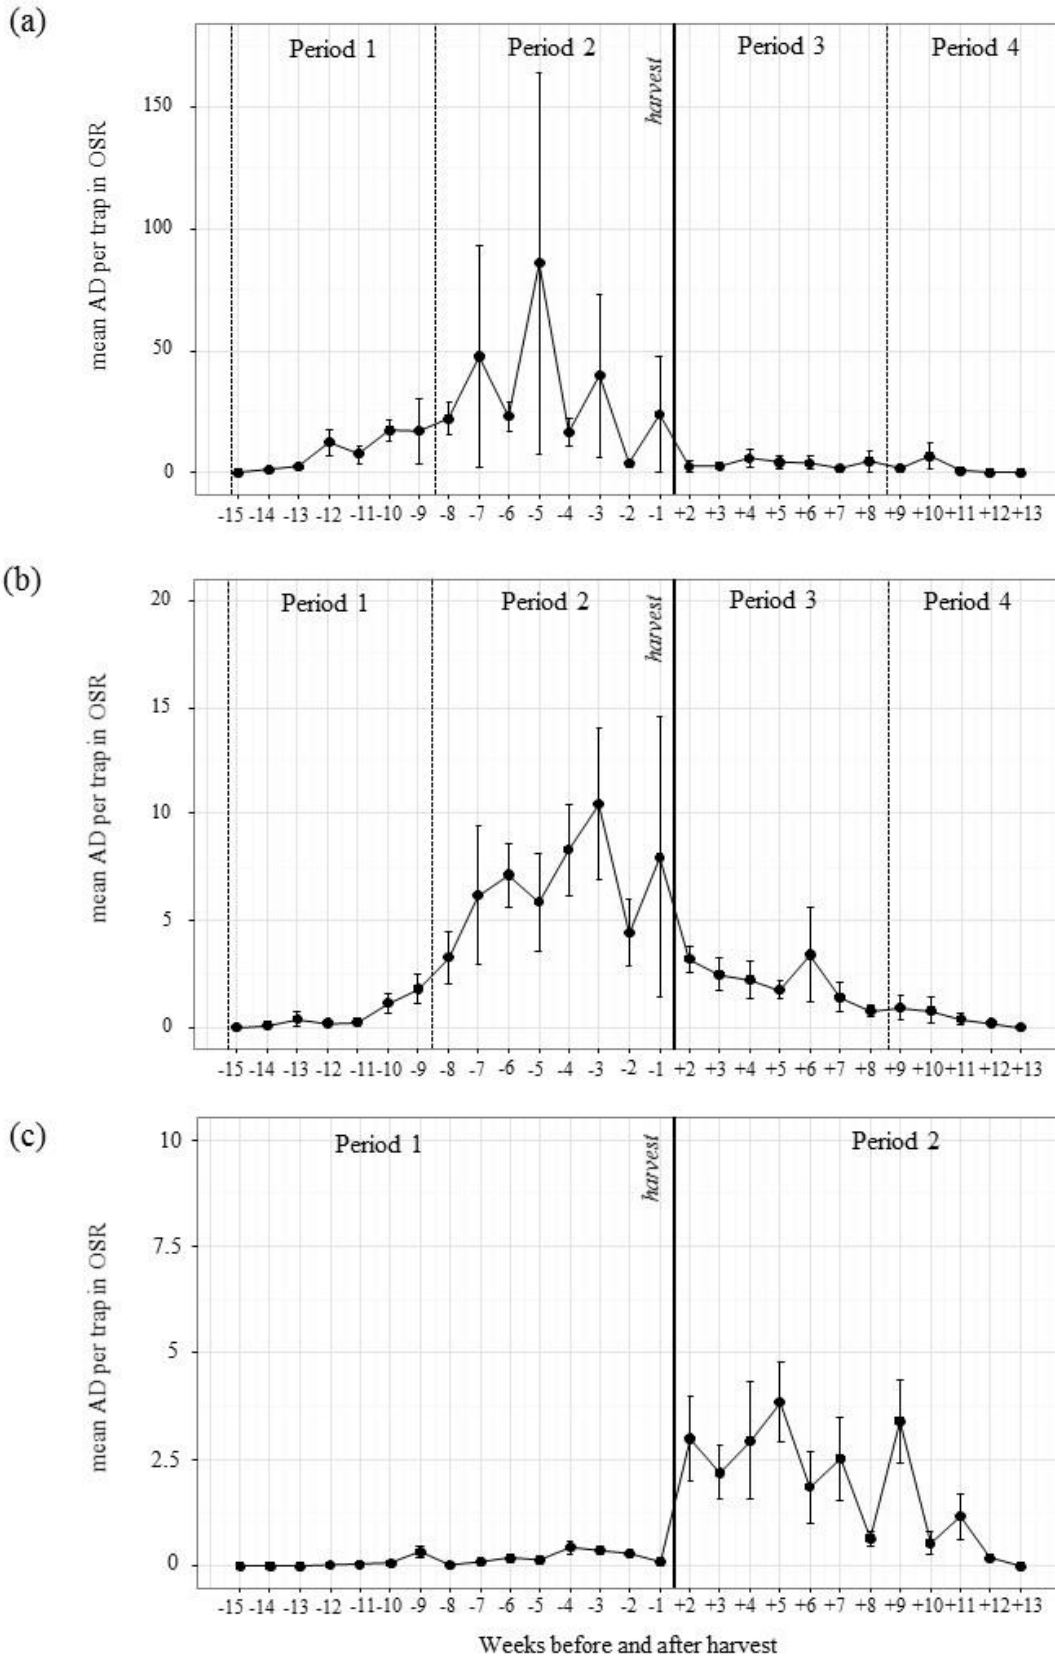 (a)
Period 1 Period 2 harvest Period 3 Period 4
mean AD per trap in OSR
150
100
50
0
-15 -14 -13 -12 -11 -10 -9 -8 -7 -6 -5 -4 -3 -2 -1 +2 +3 +4 +5 +6 +7 +8 +9 +10 +11 +12 +13
(b)
Period 1 Period 2 harvest Period 3 Period 4
mean AD per trap in OSR
20
15
10
5
0
-15 -14 -13 -12 -11 -10 -9 -8 -7 -6 -5 -4 -3 -2 -1 +2 +3 +4 +5 +6 +7 +8 +9 +10 +11 +12 +13
(c)
Period 1 harvest Period 2
mean AD per trap in OSR
10
7.5
5
2.5
0
-15 -14 -13 -12 -11 -10 -9 -8 -7 -6 -5 -4 -3 -2 -1 +2 +3 +4 +5 +6 +7 +8 +9 +10 +11 +12 +13
Weeks before and after harvest